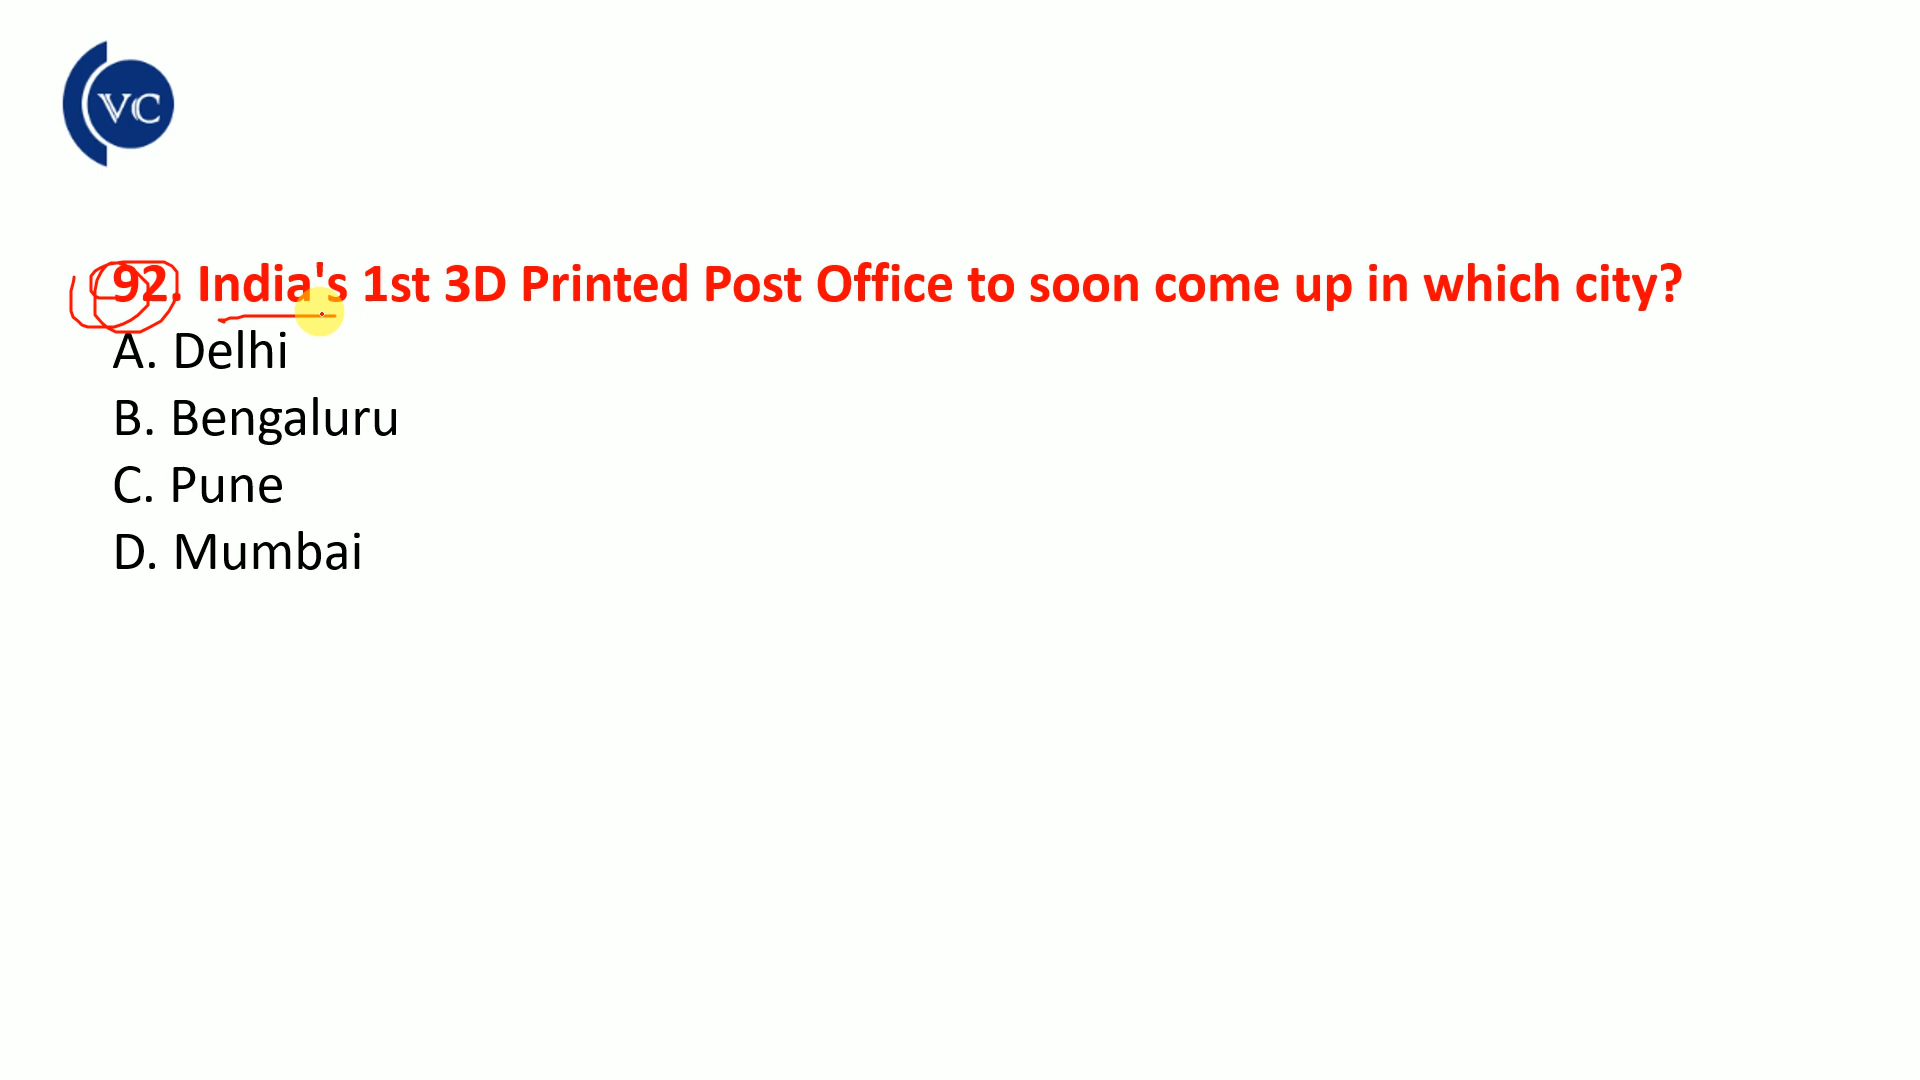 VC
92. India's 1st 3D Printed Post Office to soon come up in which city?
A. Delhi
B. Bengaluru
C. Pune
D. Mumbai